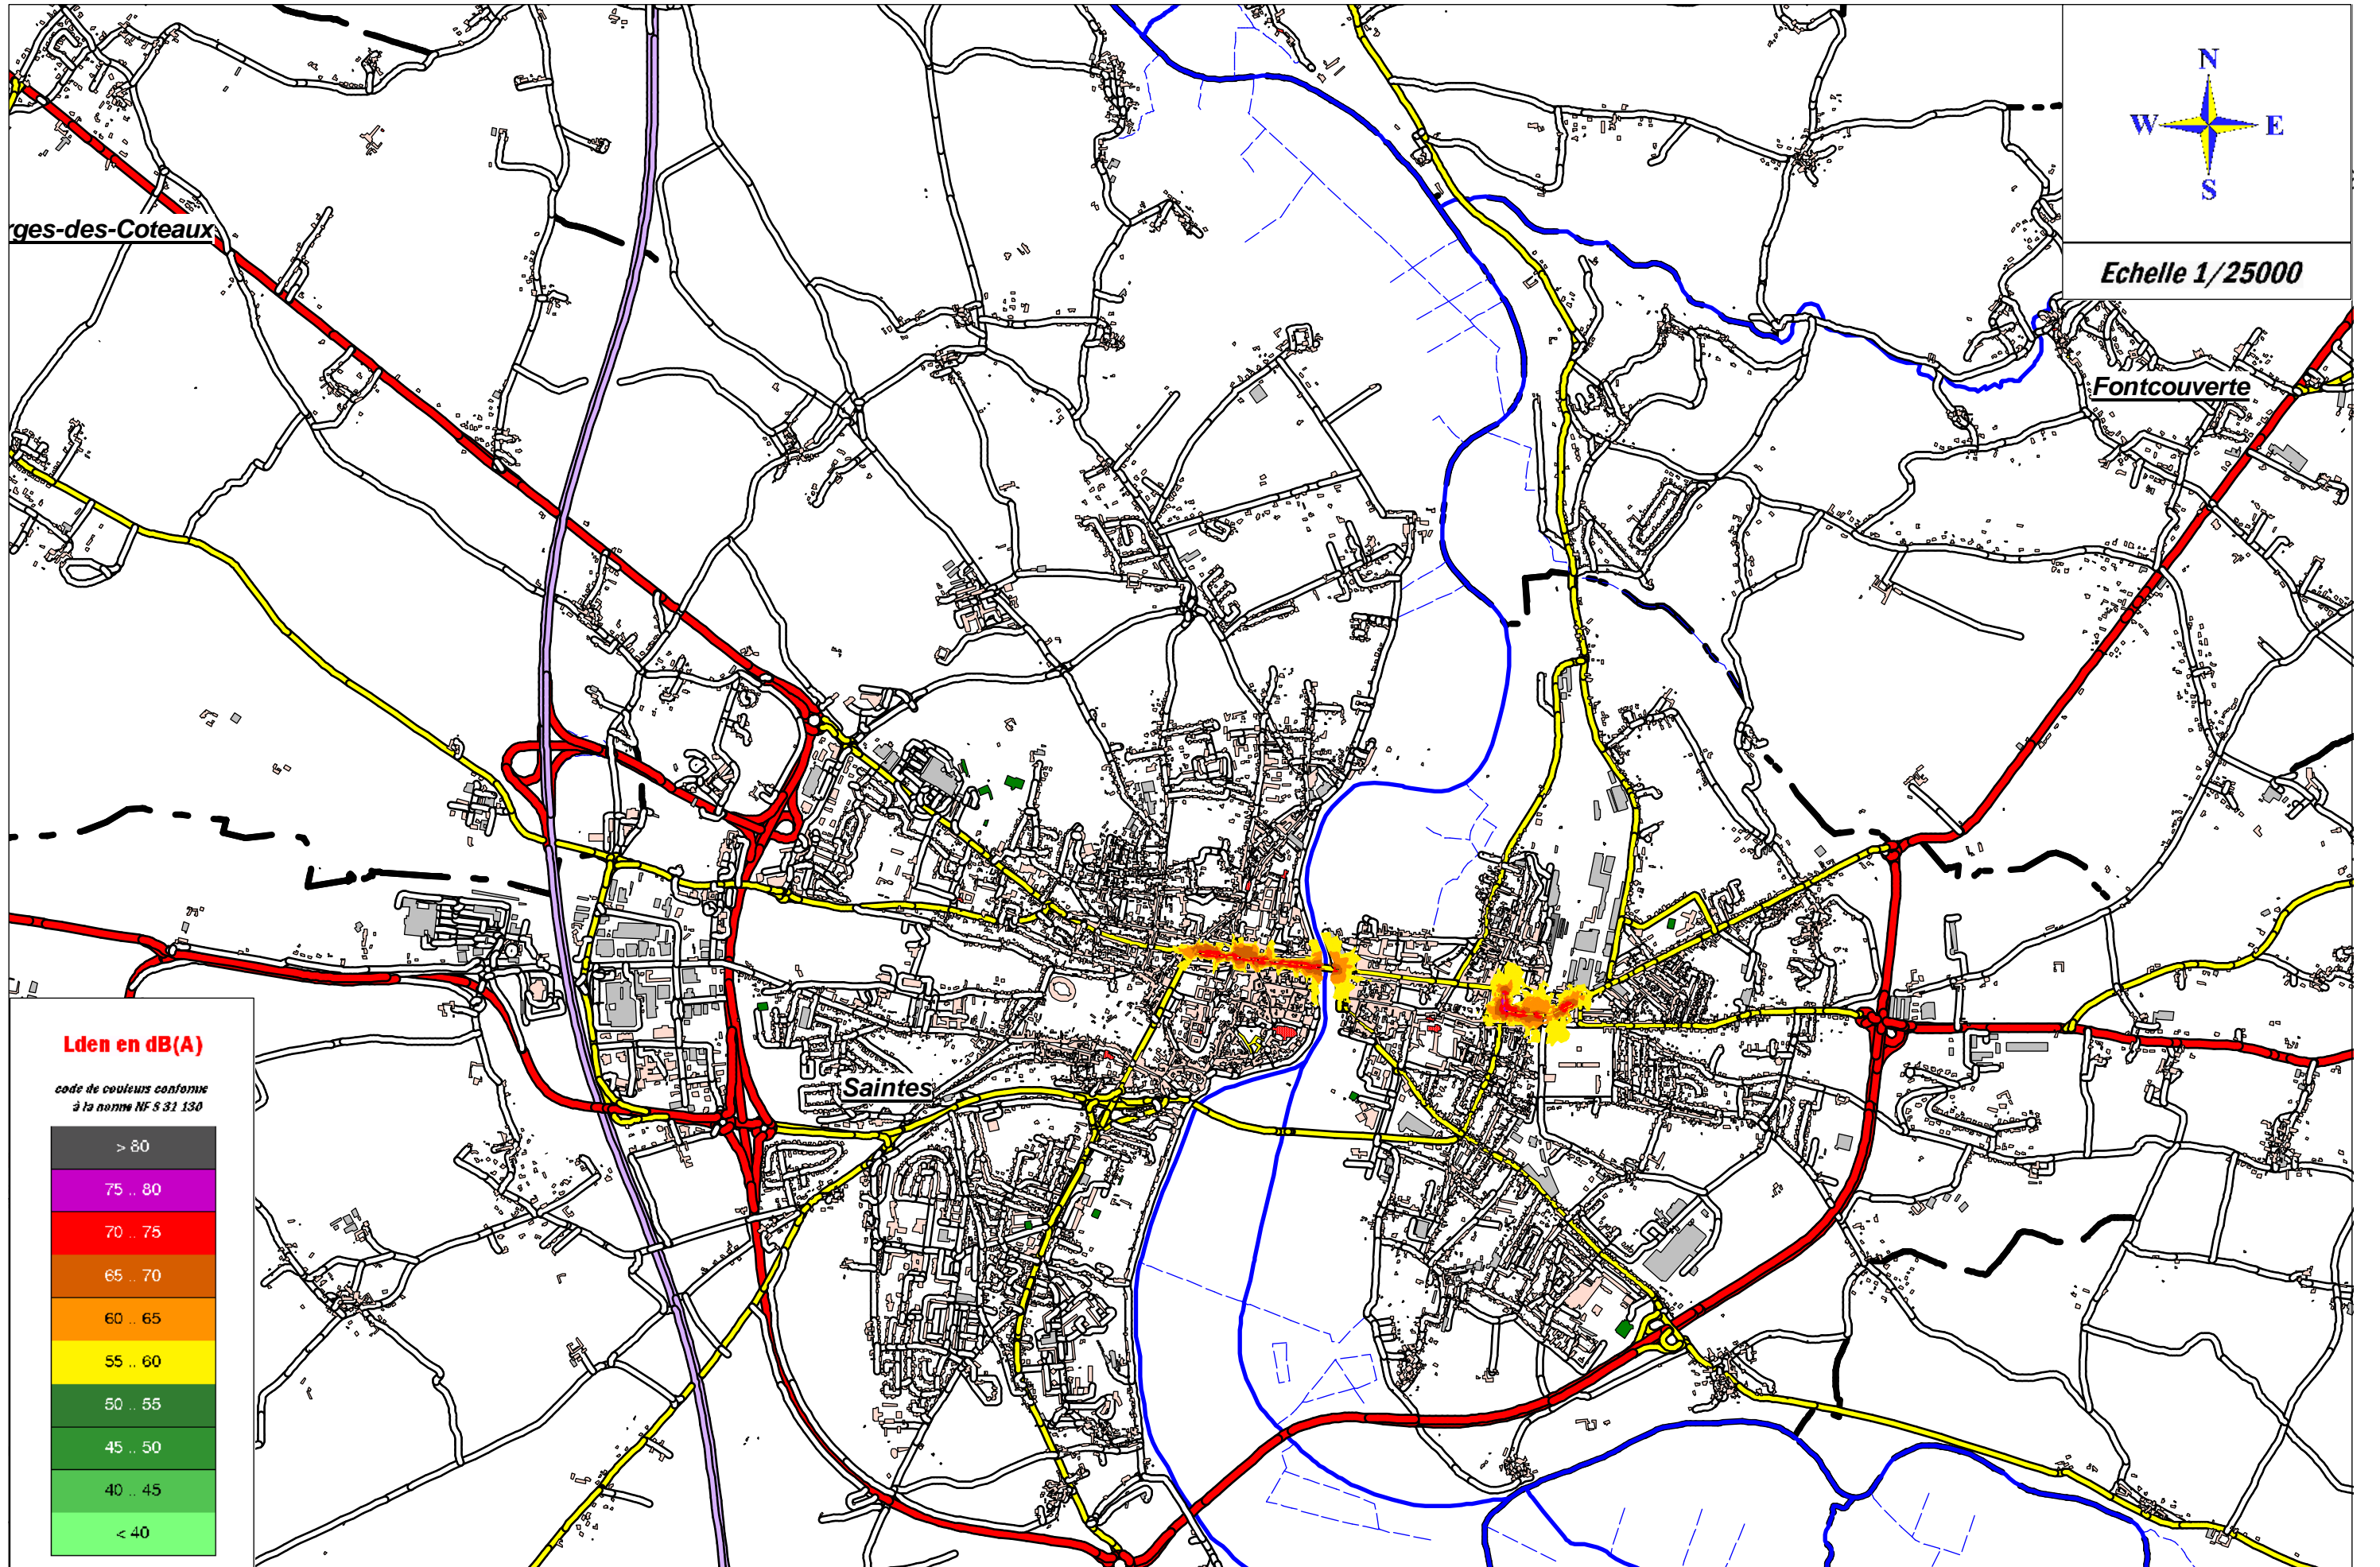 N
W E
S
Echelle 1/25000
rges-des-Coteaux
Fontcouverte
Saintes
Lden en dB(A)
code de couleurs conforme
à la norme NF S 31 130
> 80
75 .. 80
70 .. 75
65 .. 70
60 .. 65
55 .. 60
50 .. 55
45 .. 50
40 .. 45
< 40